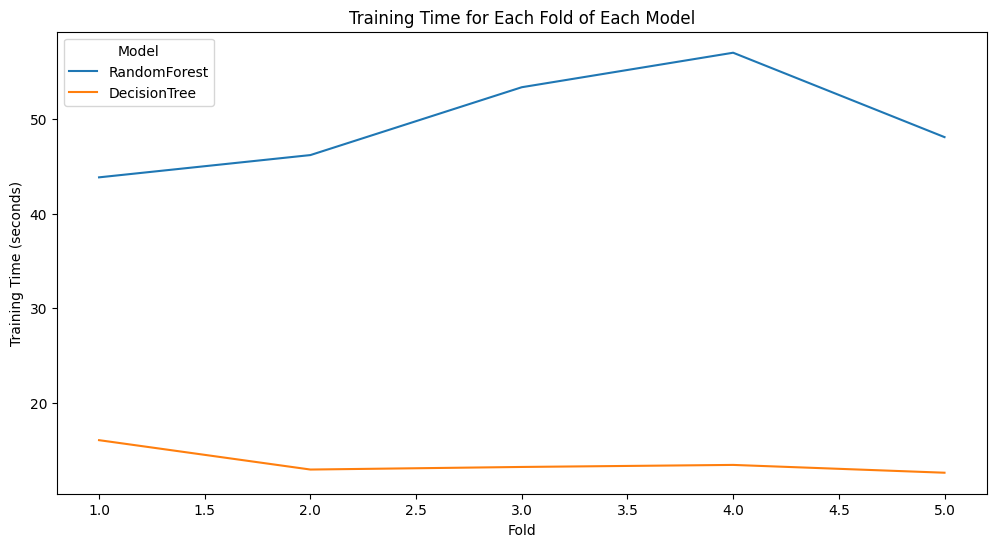 Training Time for Each Fold of Each Model
Model
RandomForest
DecisionTree
Training Time (seconds)
50
40
30
20
1.0 1.5 2.0 2.5 3.0 3.5 4.0 4.5 5.0
Fold